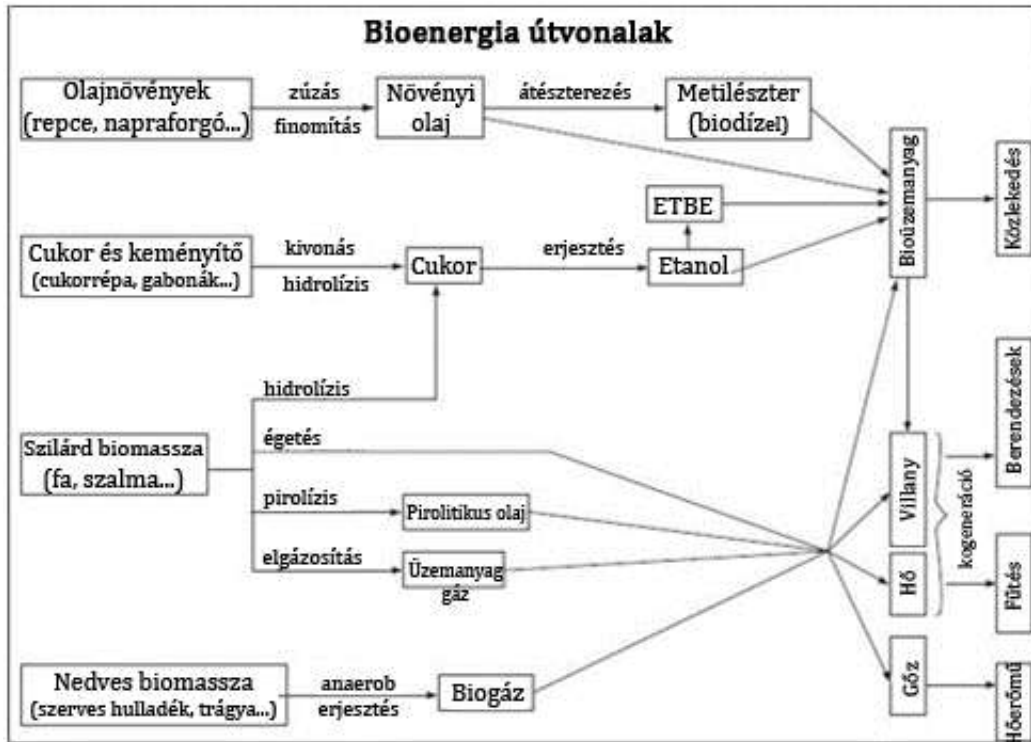 Bioenergia útvonalak
Olajnövények
(repce, napraforgó...)
zúzás
finomítás
Növényi
olaj
átészterezés
Metilészter
(biodízel)
Bioüzemanyag
Közlekedés
ETBE
Cukor és keményítő
(cukorrépa, gabonák...)
kivonás
hidrolízis
Cukor
erjesztés
Etanol
Szilárd biomassza
(fa, szalma...)
hidrolízis
égetés
pirolízis
Pirolitikus olaj
elgázosítás
Üzemanyag
gáz
Villany
Hő
kogeneráció
Berendezések
Fűtés
Nedves biomassza
(szerves hulladék, trágya...)
anaerob
erjesztés
Biogáz
Gőz
Hőerőmű